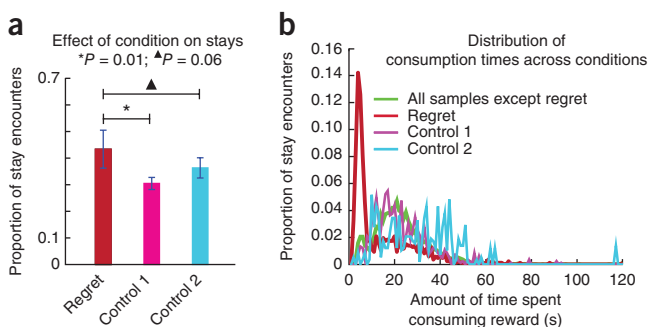 a
Effect of condition on stays
*P = 0.01; ▲P = 0.06
0.7
▲
*
0.1
0
Proportion of stay encounters
Regret
Control 1
Control 2
b
Distribution of
consumption times across conditions
All samples except regret
Regret
Control 1
Control 2
0.16
0.14
0.12
0.10
0.08
0.06
0.04
0.02
0
Proportion of stay encounters
0 20 40 60 80 100 120
Amount of time spent
consuming reward (s)